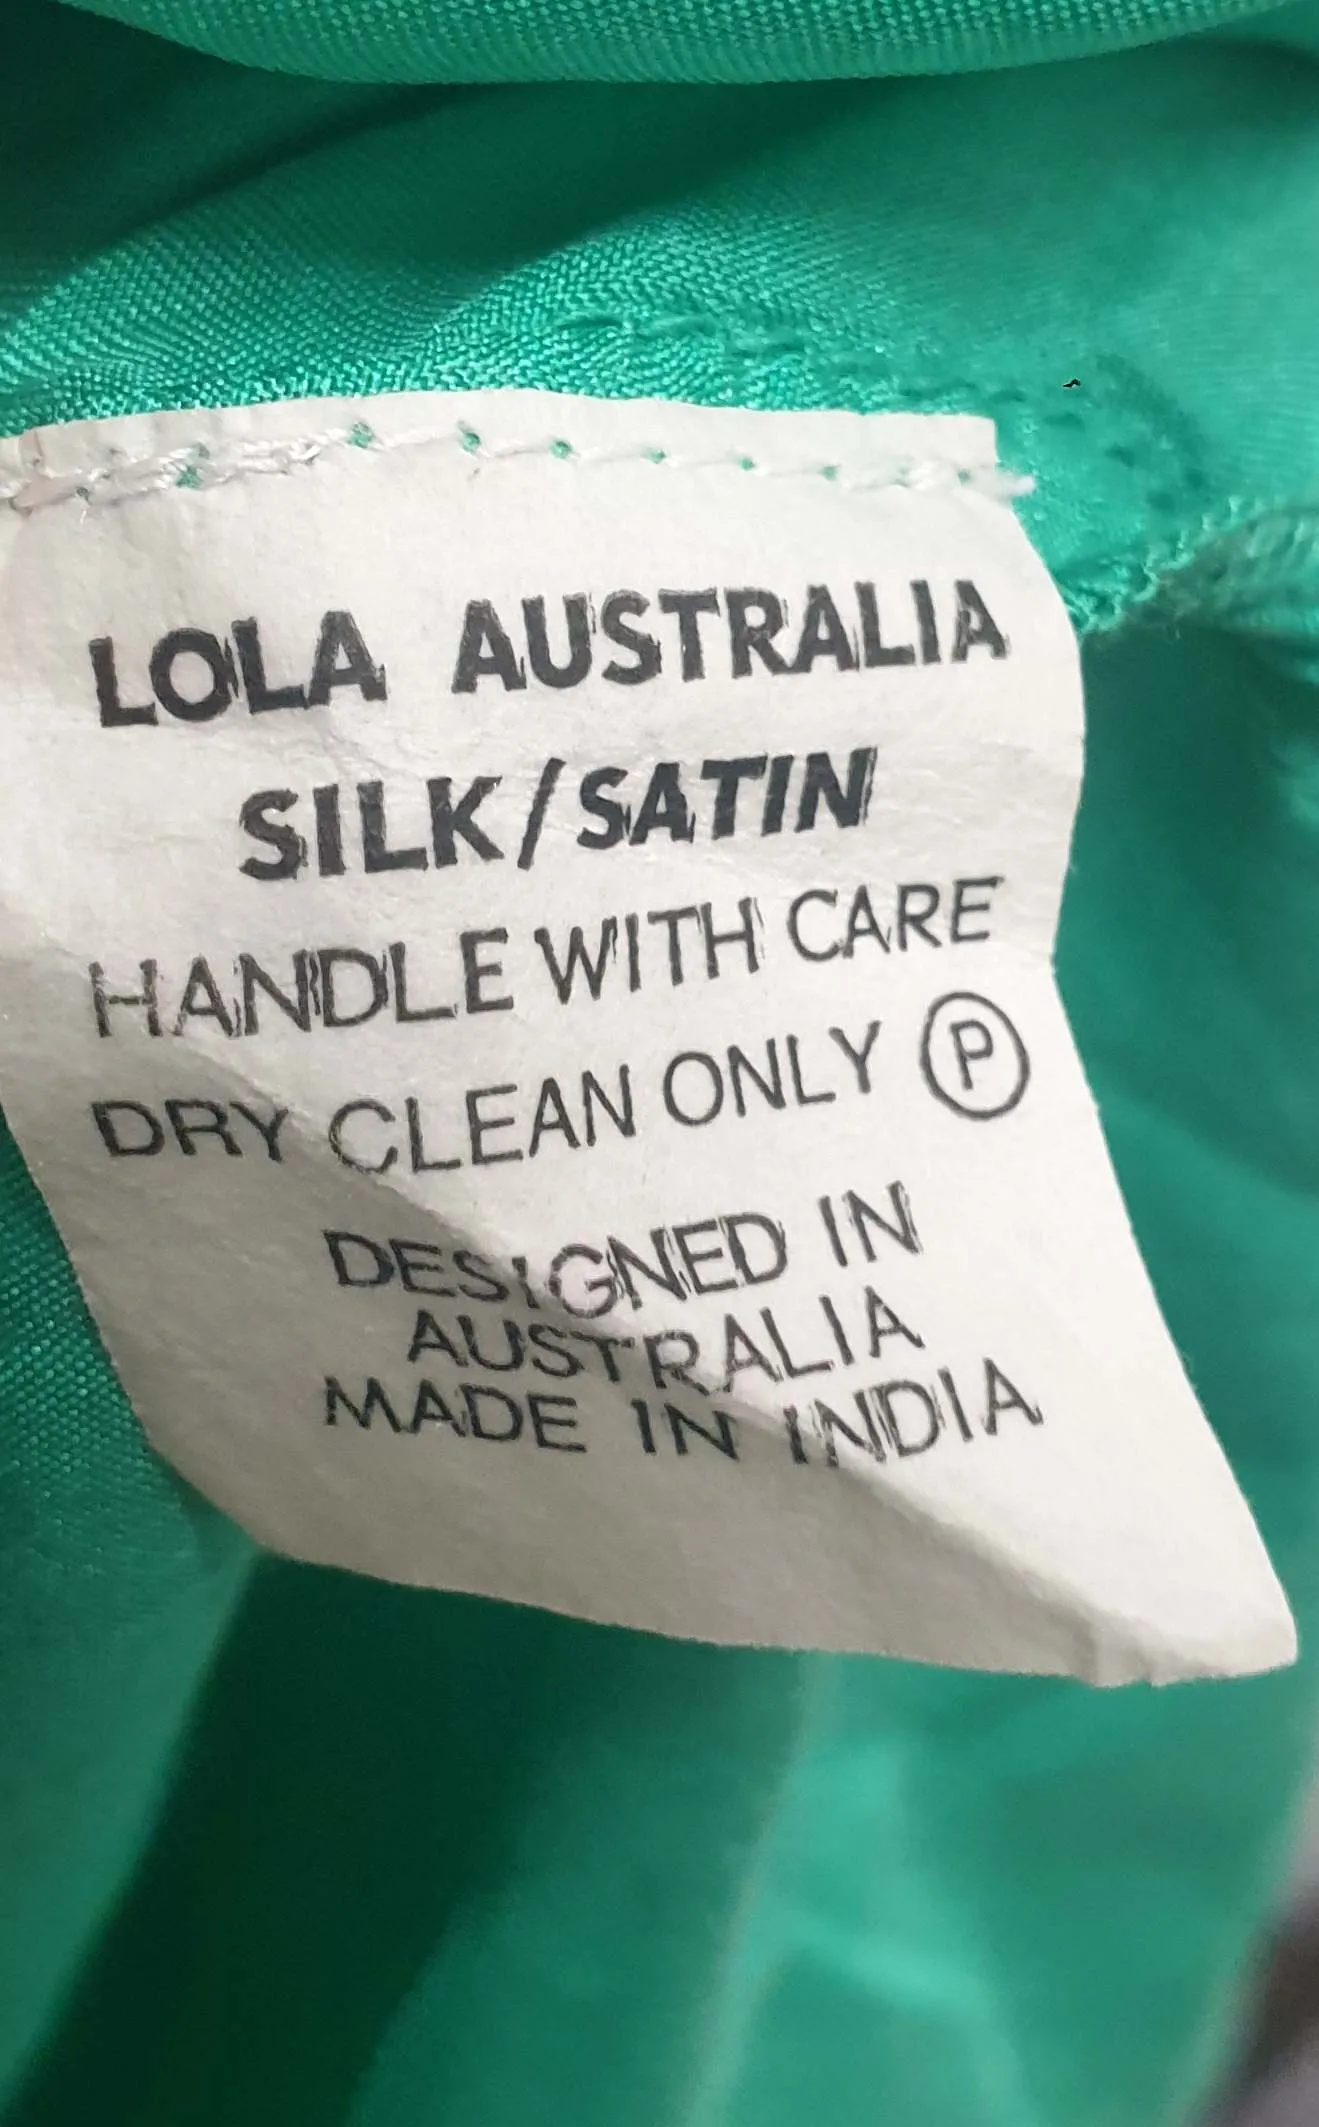 LOLA AUSTRALIA
SILK/SATIN
HANDLE WITH CARE
DRY CLEAN ONLY P
DESIGNED IN
AUSTRALIA
MADE IN INDIA